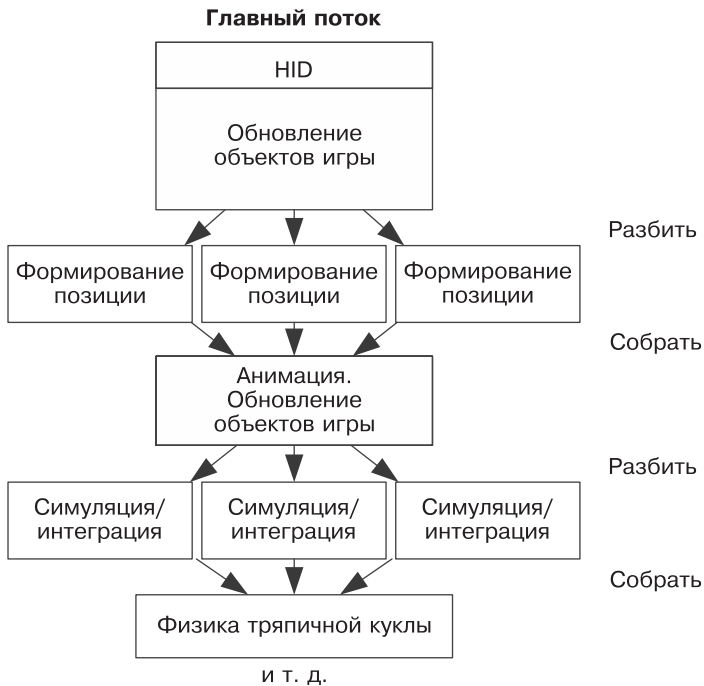 Главный поток
HID
Обновление
объектов игры
Разбить
Формирование
позиции
Формирование
позиции
Формирование
позиции
Собрать
Анимация.
Обновление
объектов игры
Разбить
Симуляция/
интеграция
Симуляция/
интеграция
Симуляция/
интеграция
Собрать
Физика тряпичной куклы
и т. д.